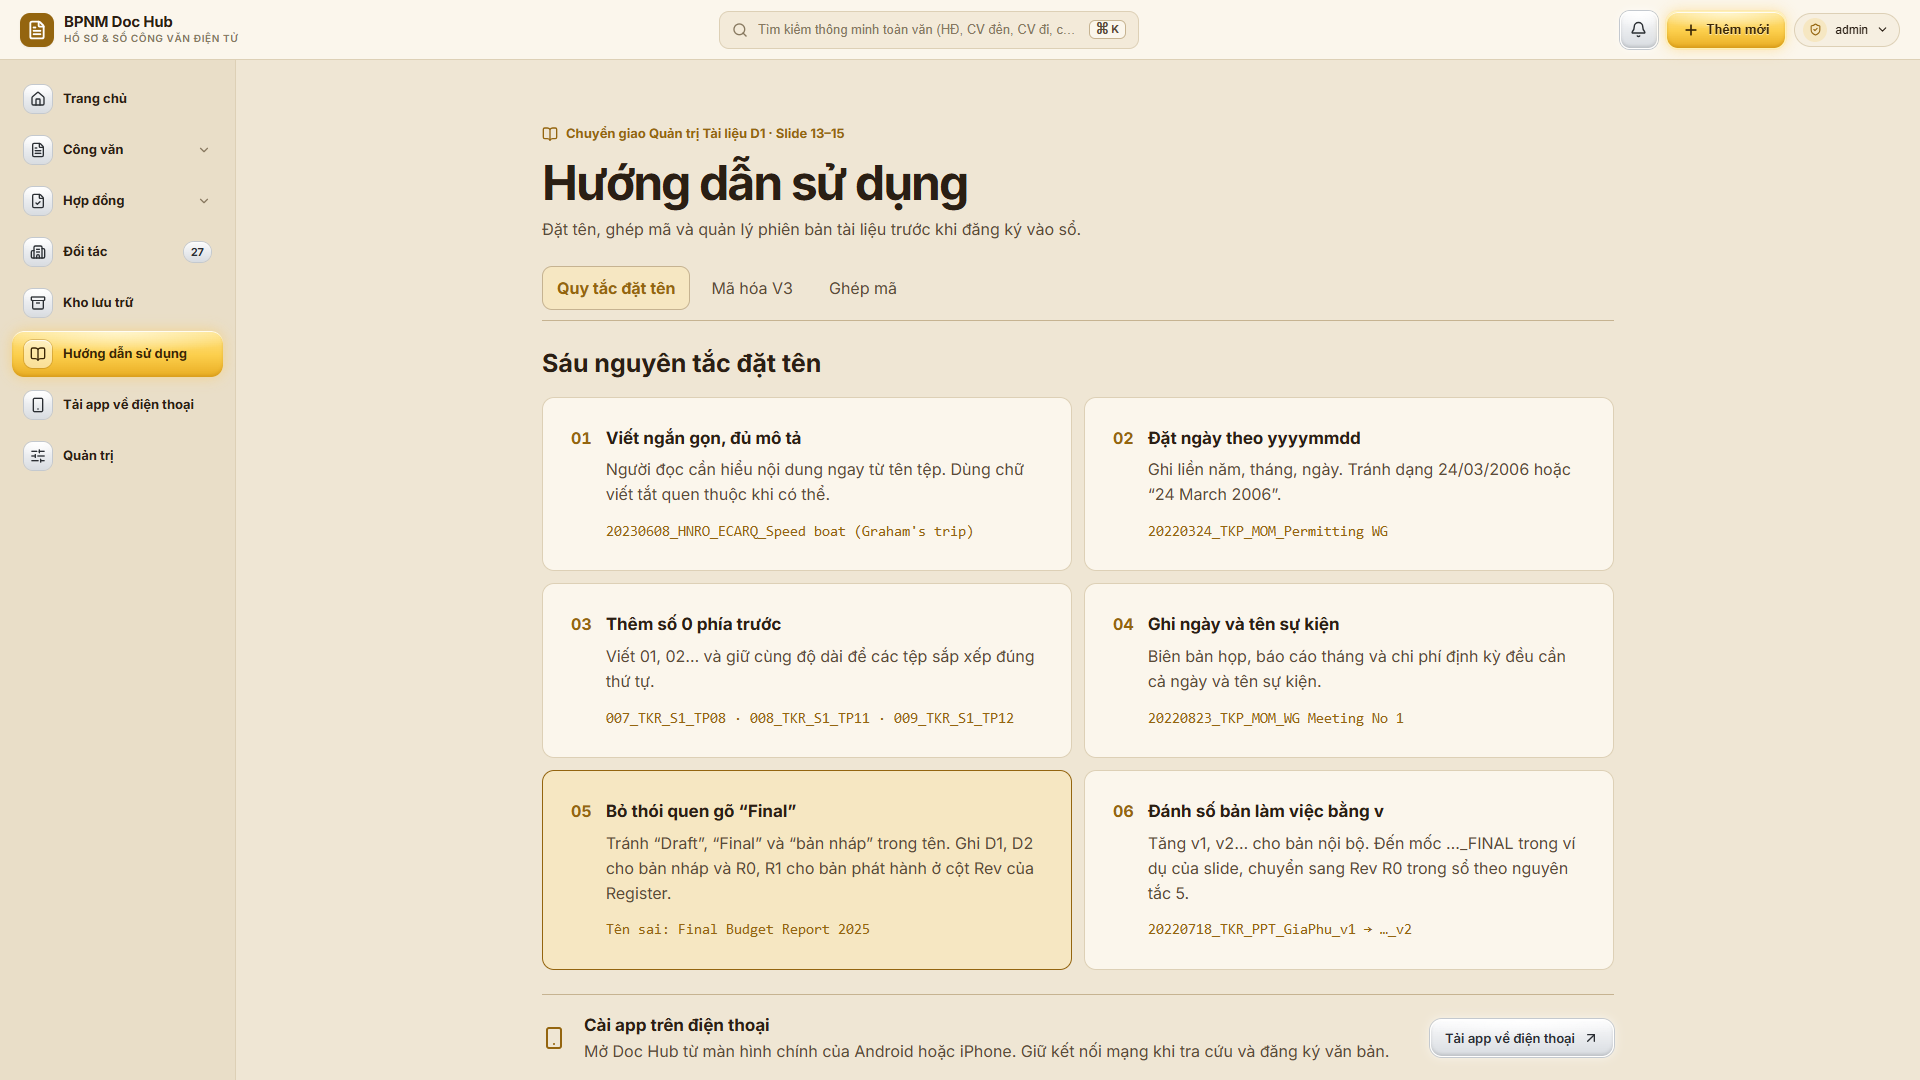 BPNM Doc Hub
HỒ SƠ & SỔ CÔNG VĂN ĐIỆN TỬ
Tìm kiếm thông minh toàn văn (HĐ, CV đến, CV đi, c...
⌘ K
Thêm mới
admin
Trang chủ
Công văn
Hợp đồng
Đối tác
27
Kho lưu trữ
Hướng dẫn sử dụng
Tải app về điện thoại
Quản trị
Chuyển giao Quản trị Tài liệu D1 · Slide 13–15
Hướng dẫn sử dụng
Đặt tên, ghép mã và quản lý phiên bản tài liệu trước khi đăng ký vào sổ.
Quy tắc đặt tên
Mã hóa V3
Ghép mã
Sáu nguyên tắc đặt tên
01 Viết ngắn gọn, đủ mô tả
Người đọc cần hiểu nội dung ngay từ tên tệp. Dùng chữ
viết tắt quen thuộc khi có thể.
20230608_HNRO_ECARQ_Speed boat (Graham's trip)
02 Đặt ngày theo yyyymmdd
Ghi liền năm, tháng, ngày. Tránh dạng 24/03/2006 hoặc
“24 March 2006”.
20220324_TKP_MOM_Permitting WG
03 Thêm số 0 phía trước
Viết 01, 02… và giữ cùng độ dài để các tệp sắp xếp đúng
thứ tự.
007_TKR_S1_TP08 · 008_TKR_S1_TP11 · 009_TKR_S1_TP12
04 Ghi ngày và tên sự kiện
Biên bản họp, báo cáo tháng và chi phí định kỳ đều cần
cả ngày và tên sự kiện.
20220823_TKP_MOM_WG Meeting No 1
05 Bỏ thói quen gõ “Final”
Tránh “Draft”, “Final” và “bản nháp” trong tên. Ghi D1, D2
cho bản nháp và R0, R1 cho bản phát hành ở cột Rev của
Register.
Tên sai: Final Budget Report 2025
06 Đánh số bản làm việc bằng v
Tăng v1, v2… cho bản nội bộ. Đến mốc …_FINAL trong ví
dụ của slide, chuyển sang Rev R0 trong sổ theo nguyên
tắc 5.
20220718_TKR_PPT_GiaPhu_v1 → …_v2
Cài app trên điện thoại
Mở Doc Hub từ màn hình chính của Android hoặc iPhone. Giữ kết nối mạng khi tra cứu và đăng ký văn bản.
Tải app về điện thoại